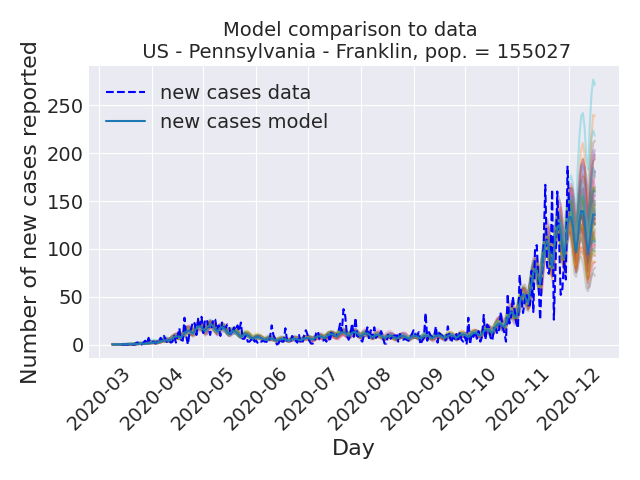 Model comparison to data
US - Pennsylvania - Franklin, pop. = 155027
Number of new cases reported
250
200
150
100
50
0
new cases data
new cases model
2020-03
2020-04
2020-05
2020-06
2020-07
2020-08
2020-09
2020-10
2020-11
2020-12
Day